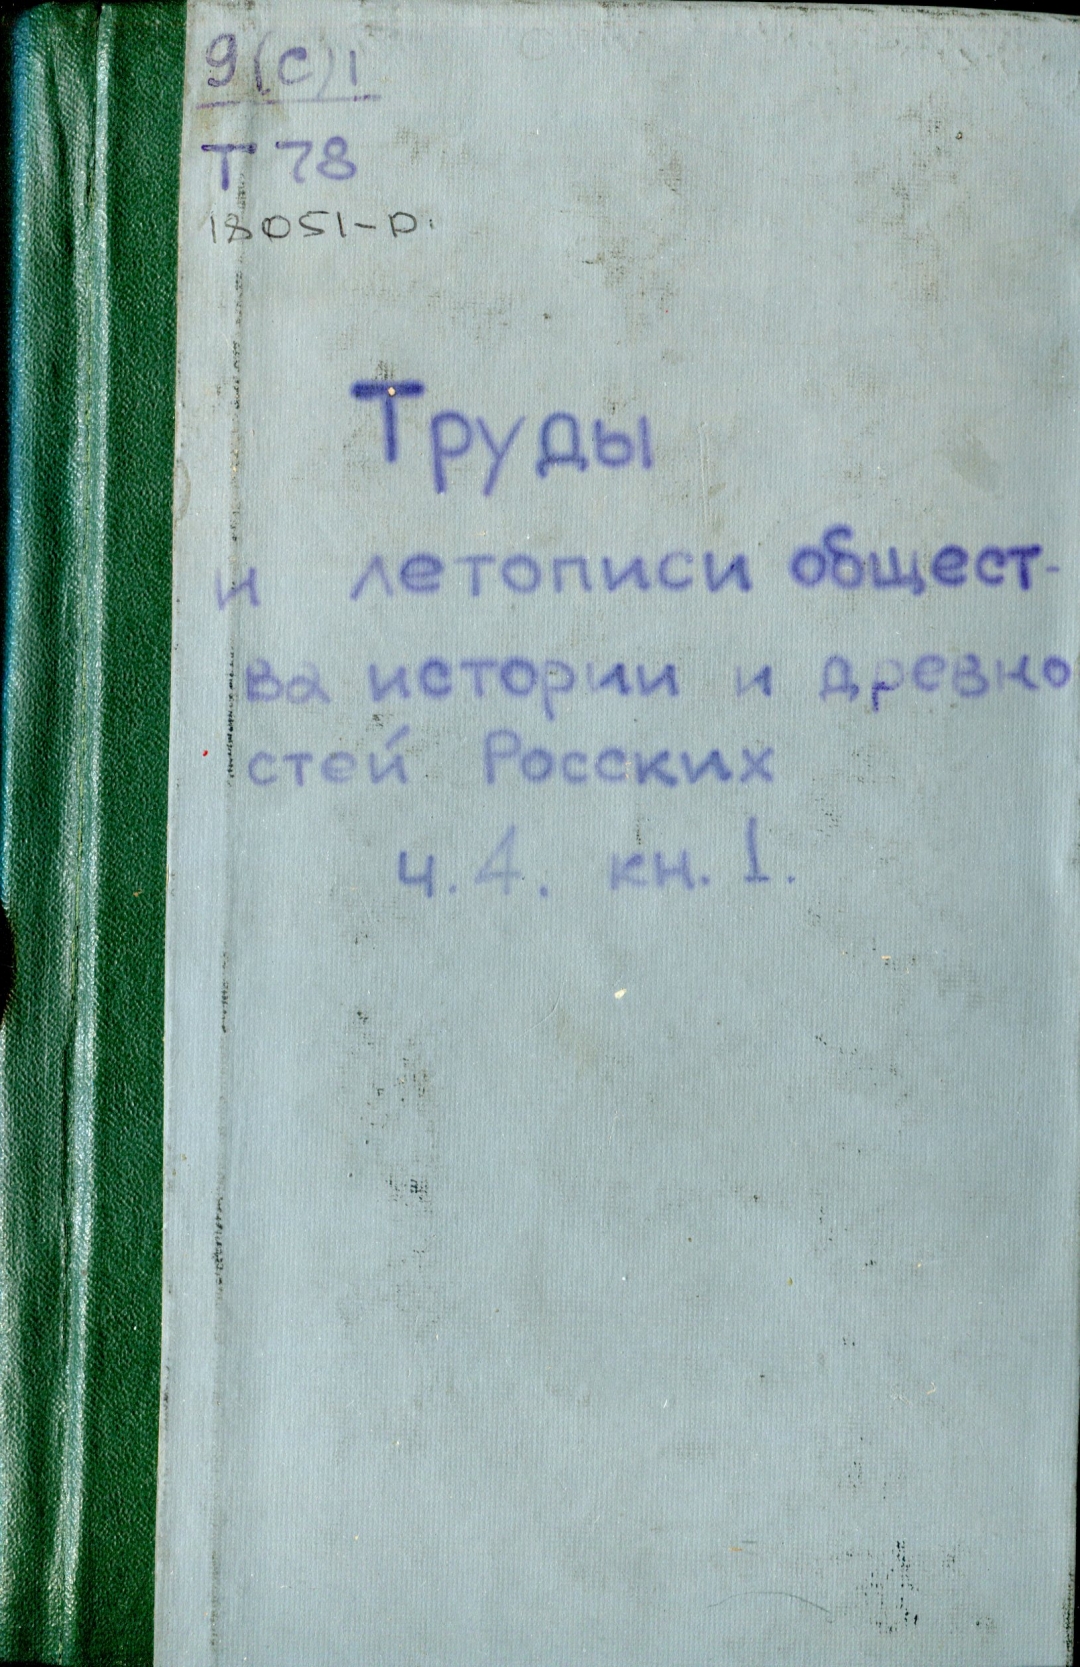 9(С)1
Т 78
18051-р.
Труды
и летописи общест-
ва истории и древно
стей Росских
ч. 4. кн. 1.